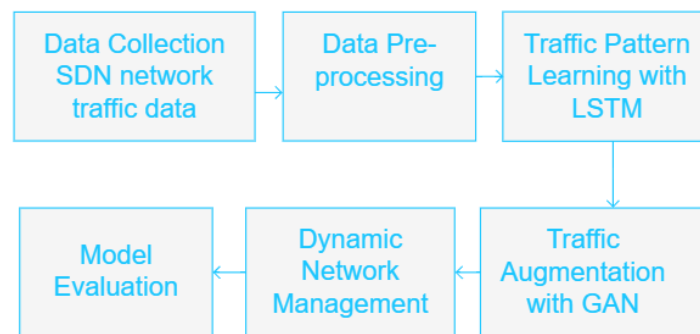 Data Collection
SDN network
traffic data
Data Pre-
processing
Traffic Pattern
Learning with
LSTM
Model
Evaluation
Dynamic
Network
Management
Traffic
Augmentation
with GAN